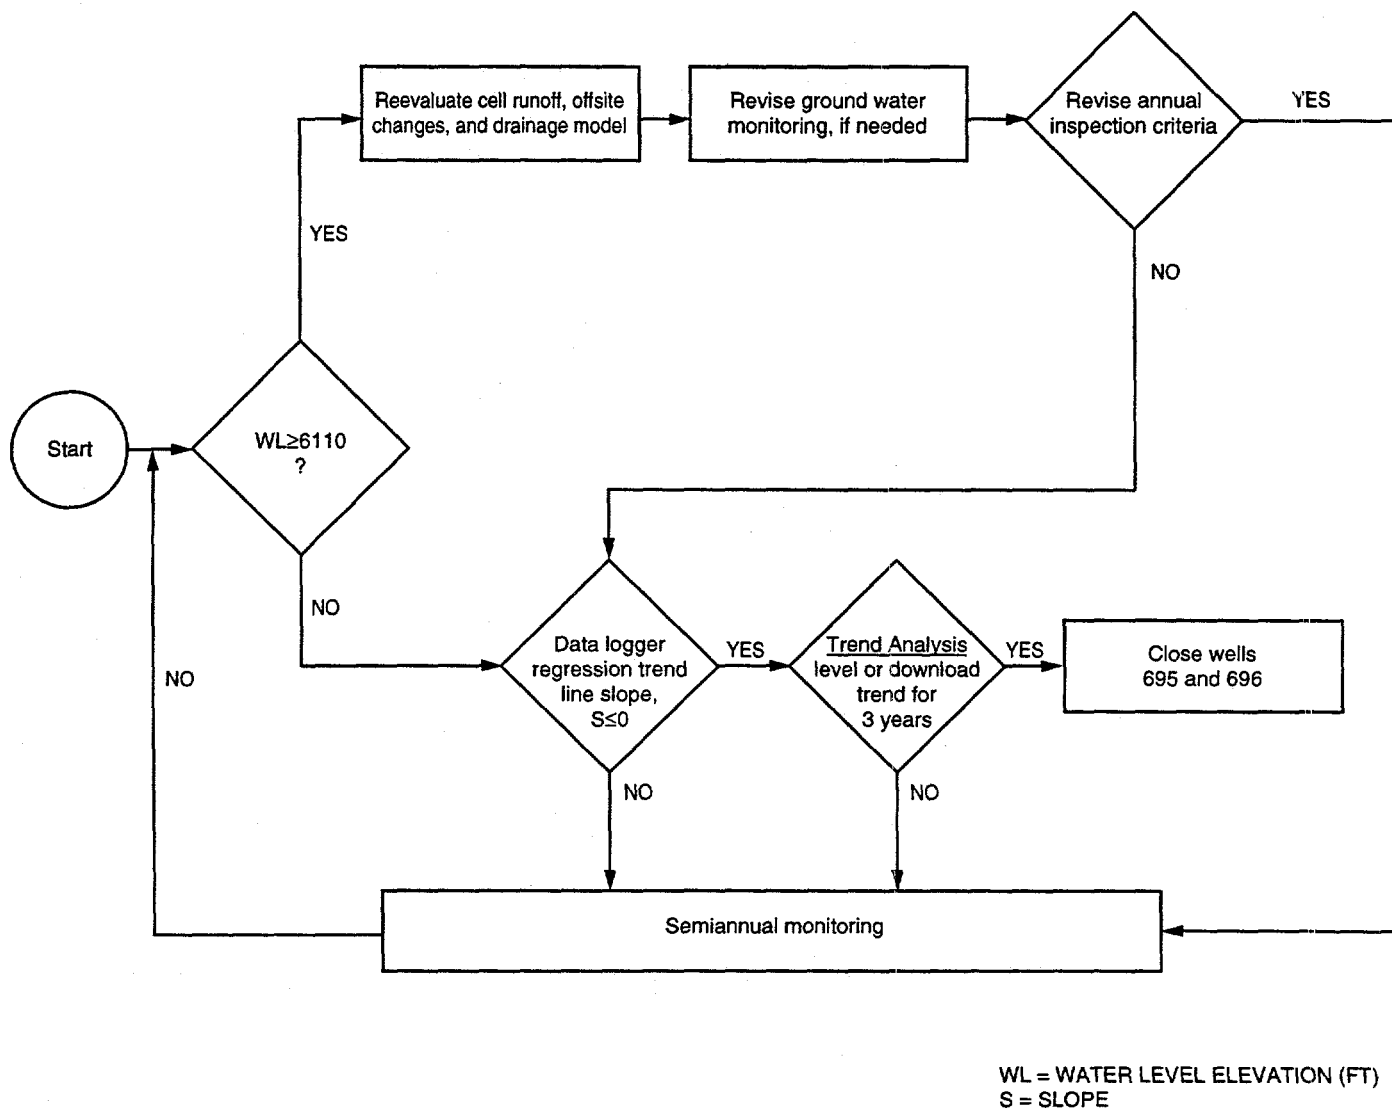 Reevaluate cell runoff, offsite
changes, and drainage model
Revise ground water
monitoring, if needed
Revise annual
inspection criteria
YES
YES
NO
Start
WL≥6110
?
NO
NO
Data logger
regression trend
line slope,
S≤0
YES
Trend Analysis
level or download
trend for
3 years
YES
Close wells
695 and 696
NO
NO
Semiannual monitoring
WL = WATER LEVEL ELEVATION (FT)
S = SLOPE